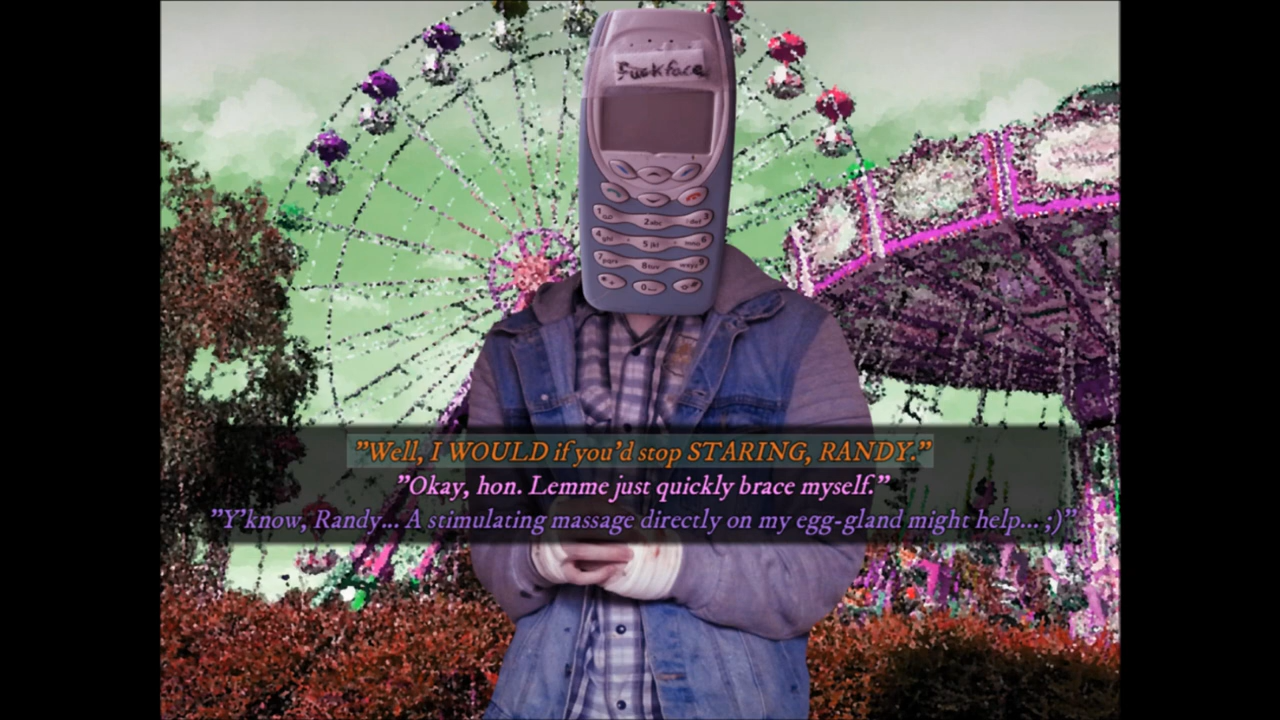 Fuckface
"Well, I WOULD if you'd stop STARING, RANDY."
"Okay, hon. Lemme just quickly brace myself."
"Y'know, Randy... A stimulating massage directly on my egg-gland might help... ;)"